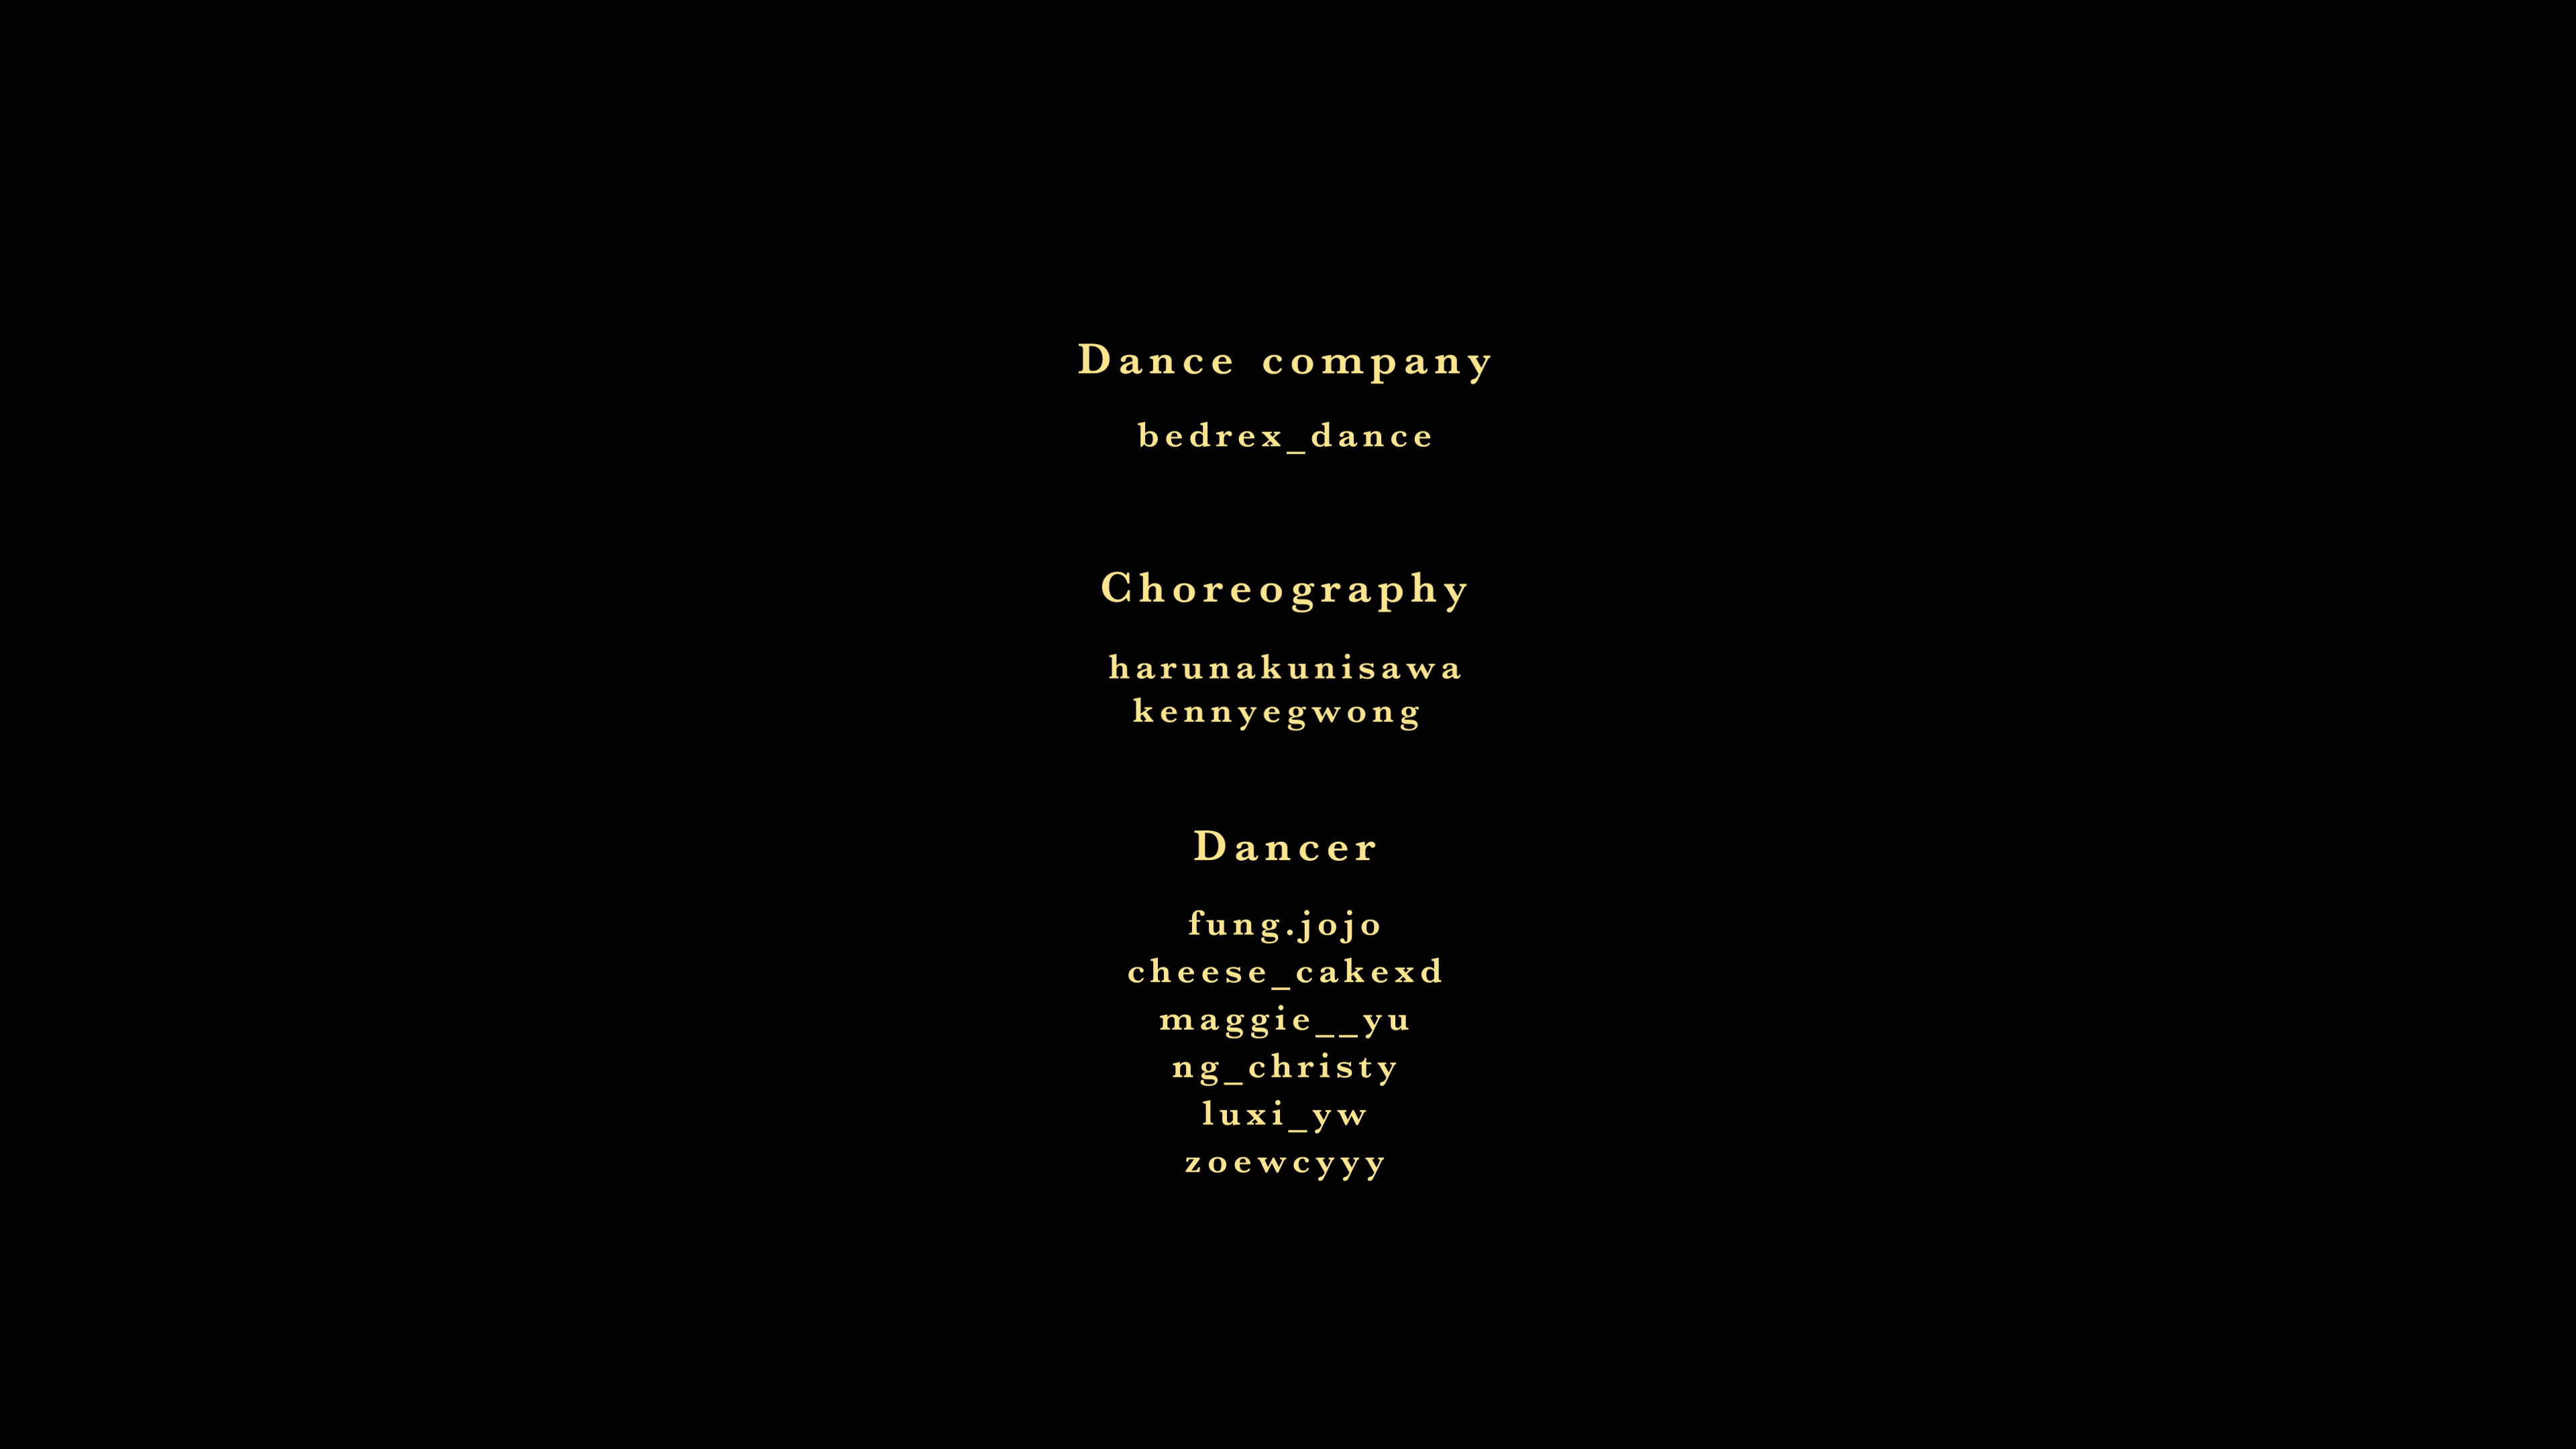 Dance company
bedrex_dance
Choreography
harunakunisawa
kennyegwong
Dancer
fung.jojo
cheese_cakexd
maggie__yu
ng_christy
luxi_yw
zoewcyyy